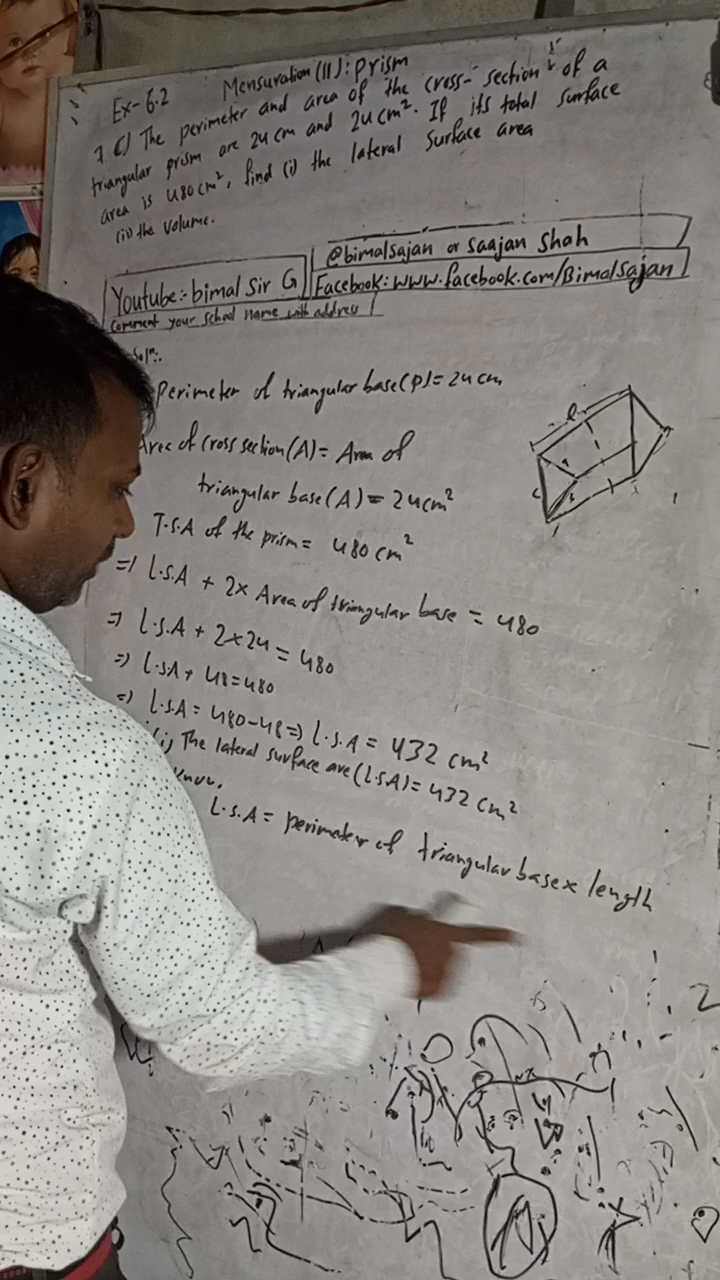 Ex-6.2 Mensuration (II): prism
7. c) The perimeter and area of the cross-section of a
triangular prism are 24 cm and 24 cm². If its total surface
area is 480 cm², find (i) the lateral surface area
(ii) the volume.
@bimalsajan or saajan shah
Youtube:- bimal Sir G
Facebook: www.facebook.com/Bimalsajan
Comment your school name with address
Solⁿ:
perimeter of triangular base (p) = 24 cm
Area of cross section (A) = Area of
triangular base (A) = 24 cm²
T.S.A of the prism = 480 cm²
=) L.S.A + 2× Area of triangular base = 480
=) L.S.A + 2×24 = 480
=) L.S.A + 48 = 480
=) L.S.A = 480-48 =) L.S.A = 432 cm²
(i) The lateral surface are (L.S.A) = 432 cm²
L.S.A = perimeter of triangular base × length